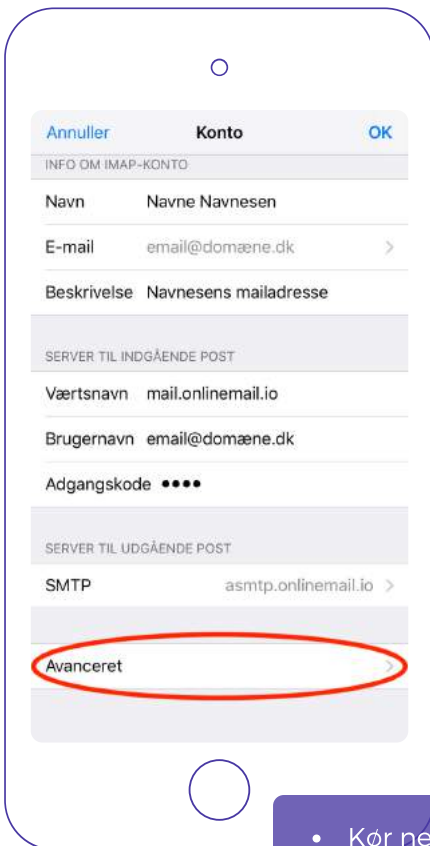 Annuller Konto OK
INFO OM IMAP-KONTO
Navn Navne Navnesen
E-mail email@domæne.dk
Beskrivelse Navnesens mailadresse
SERVER TIL INDGÅENDE POST
Værtsnavn mail.onlinemail.io
Brugernavn email@domæne.dk
Adgangskode ••••
SERVER TIL UDGÅENDE POST
SMTP asmtp.onlinemail.io
Avanceret
• Kør ne